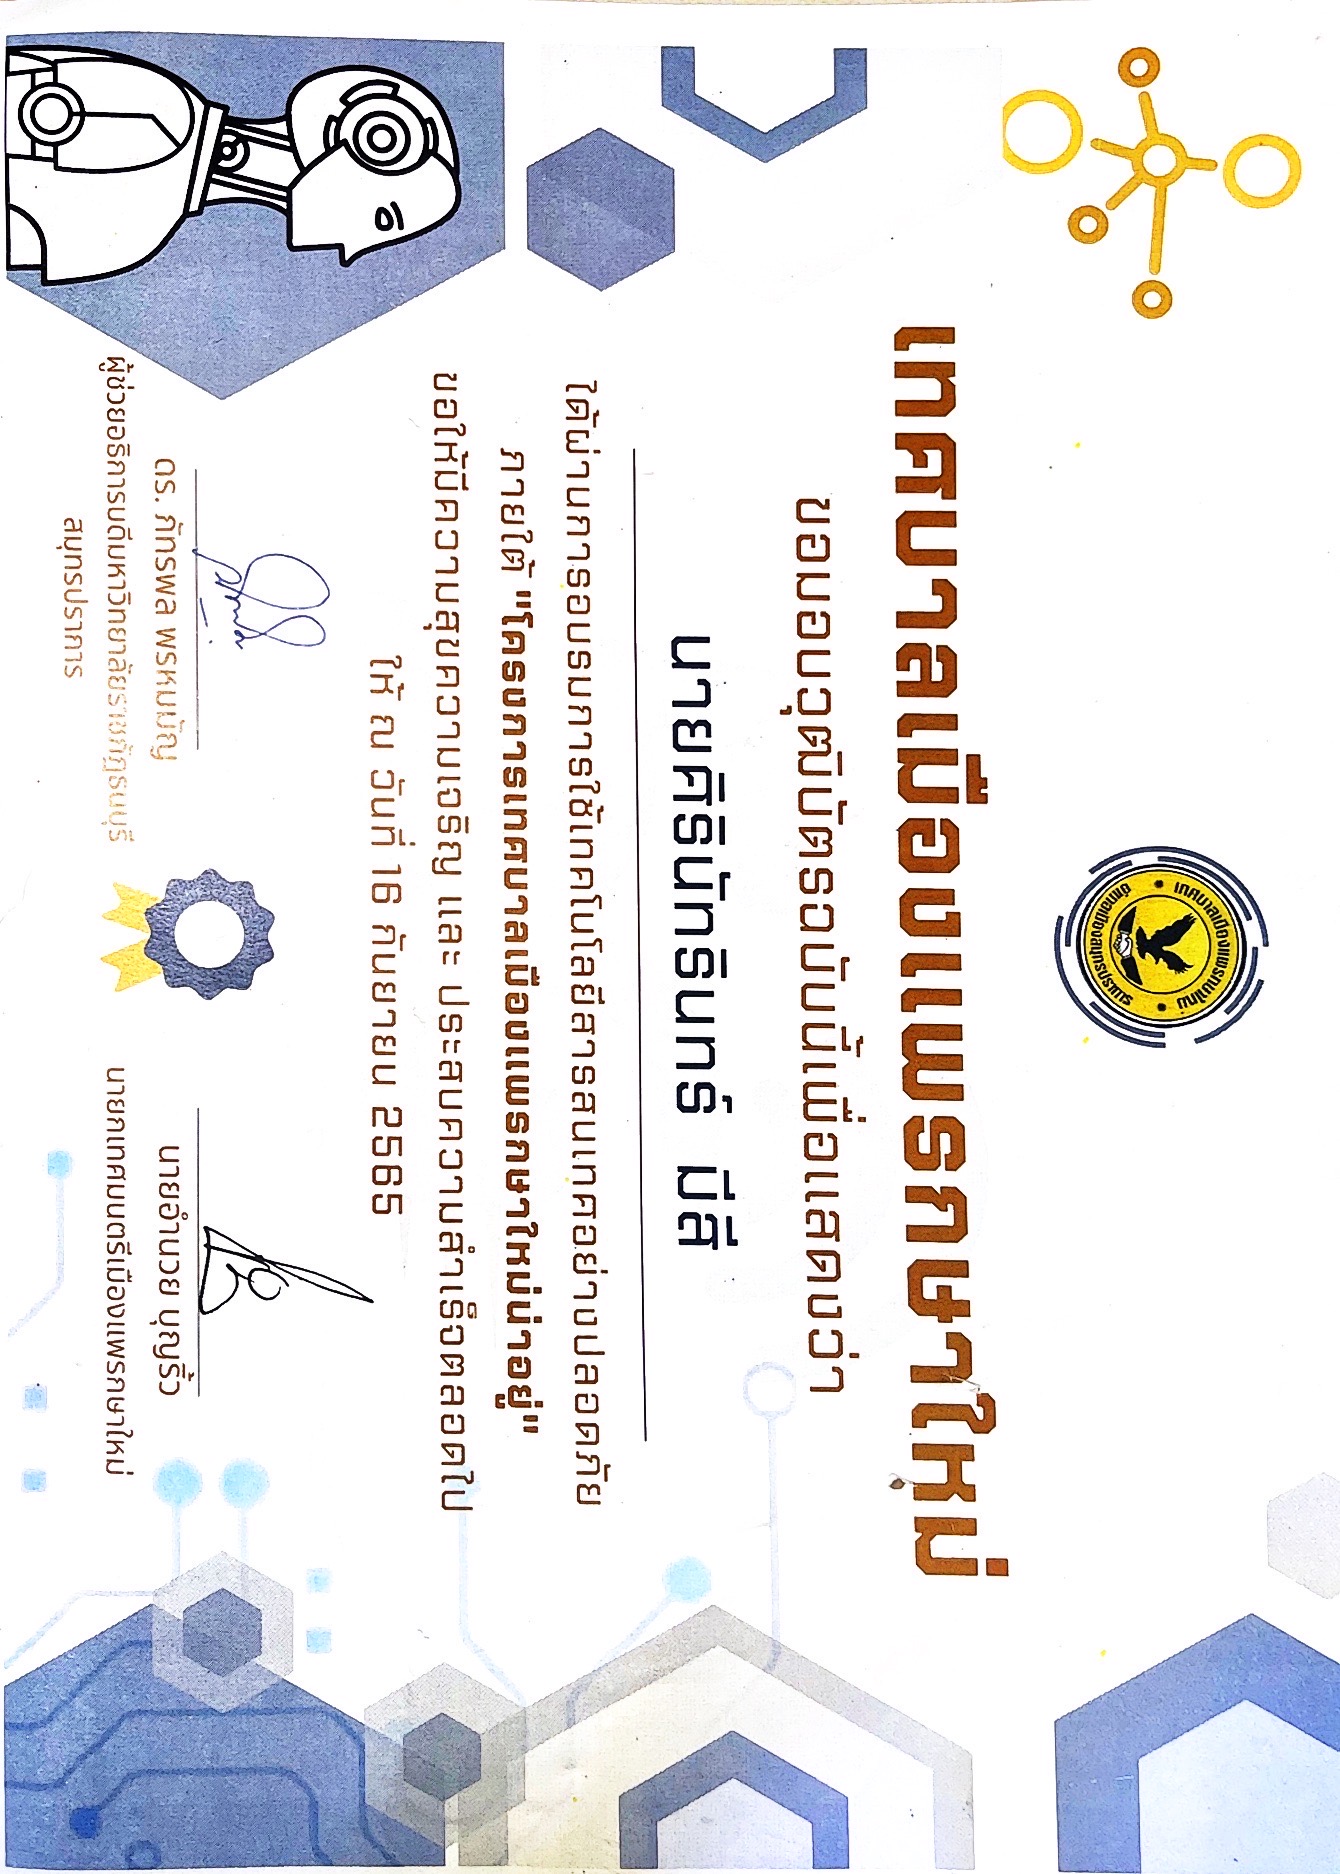 เทศบาลเมืองแพรกษาใหม่
อำเภอเมืองสมุทรปราการ
เทศบาลเมืองแพรกษาใหม่
ขอมอบวุฒิบัตรฉบับนี้เพื่อแสดงว่า
นายศิรินักรินทร์ มีสี
ได้ผ่านการอบรมการใช้เทคโนโลยีสารสนเทศอย่างปลอดภัย
ภายใต้ "โครงการเทศบาลเมืองแพรกษาใหม่น่าอยู่"
ขอให้มีความสุขความเจริญ และ ประสบความสำเร็จตลอดไป
ให้ ณ วันที่ 16 กันยายน 2565
ดร. ภัทรพล พรหมมัญ
ผู้ช่วยอธิการบดีมหาวิทยาลัยราชภัฏธนบุรี
สมุทรปราการ
นายอำนวย บุญริ้ว
นายกเทศมนตรีเมืองแพรกษาใหม่